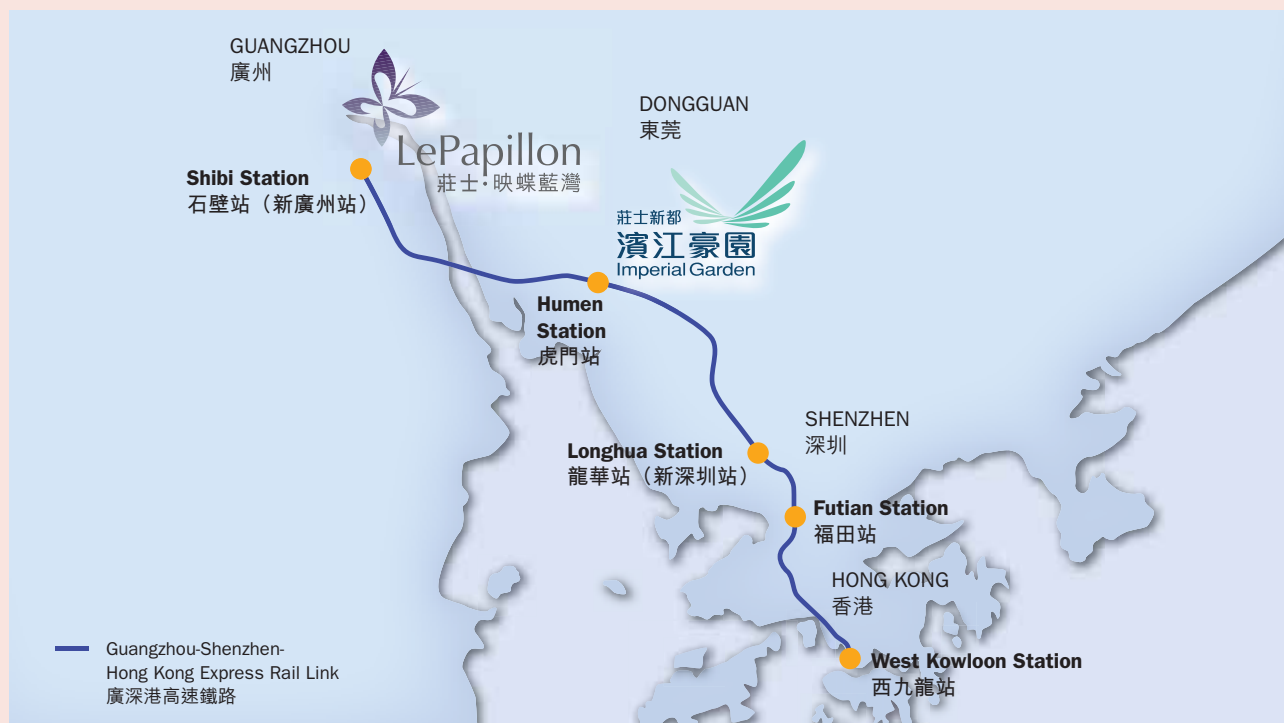 GUANGZHOU
廣州
LePapillon
莊士·映蝶藍灣
DONGGUAN
東莞
Shibi Station
石壁站（新廣州站）
莊士新都
濱江豪園
Imperial Garden
Humen
Station
虎門站
SHENZHEN
深圳
Longhua Station
龍華站（新深圳站）
Futian Station
福田站
HONG KONG
香港
West Kowloon Station
西九龍站
Guangzhou-Shenzhen-
Hong Kong Express Rail Link
廣深港高速鐵路